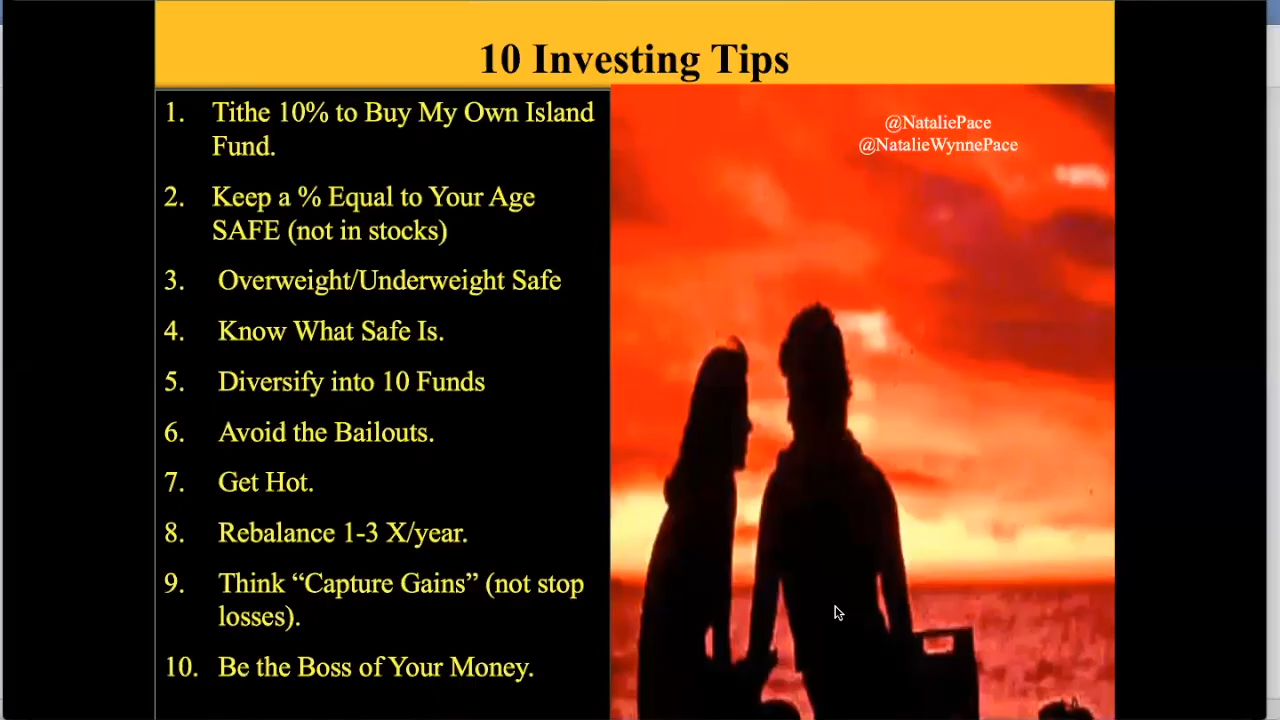 10 Investing Tips
1. Tithe 10% to Buy My Own Island
Fund.
2. Keep a % Equal to Your Age
SAFE (not in stocks)
3. Overweight/Underweight Safe
4. Know What Safe Is.
5. Diversify into 10 Funds
6. Avoid the Bailouts.
7. Get Hot.
8. Rebalance 1-3 X/year.
9. Think “Capture Gains” (not stop
losses).
10. Be the Boss of Your Money.
@NataliePace
@NatalieWynnePace